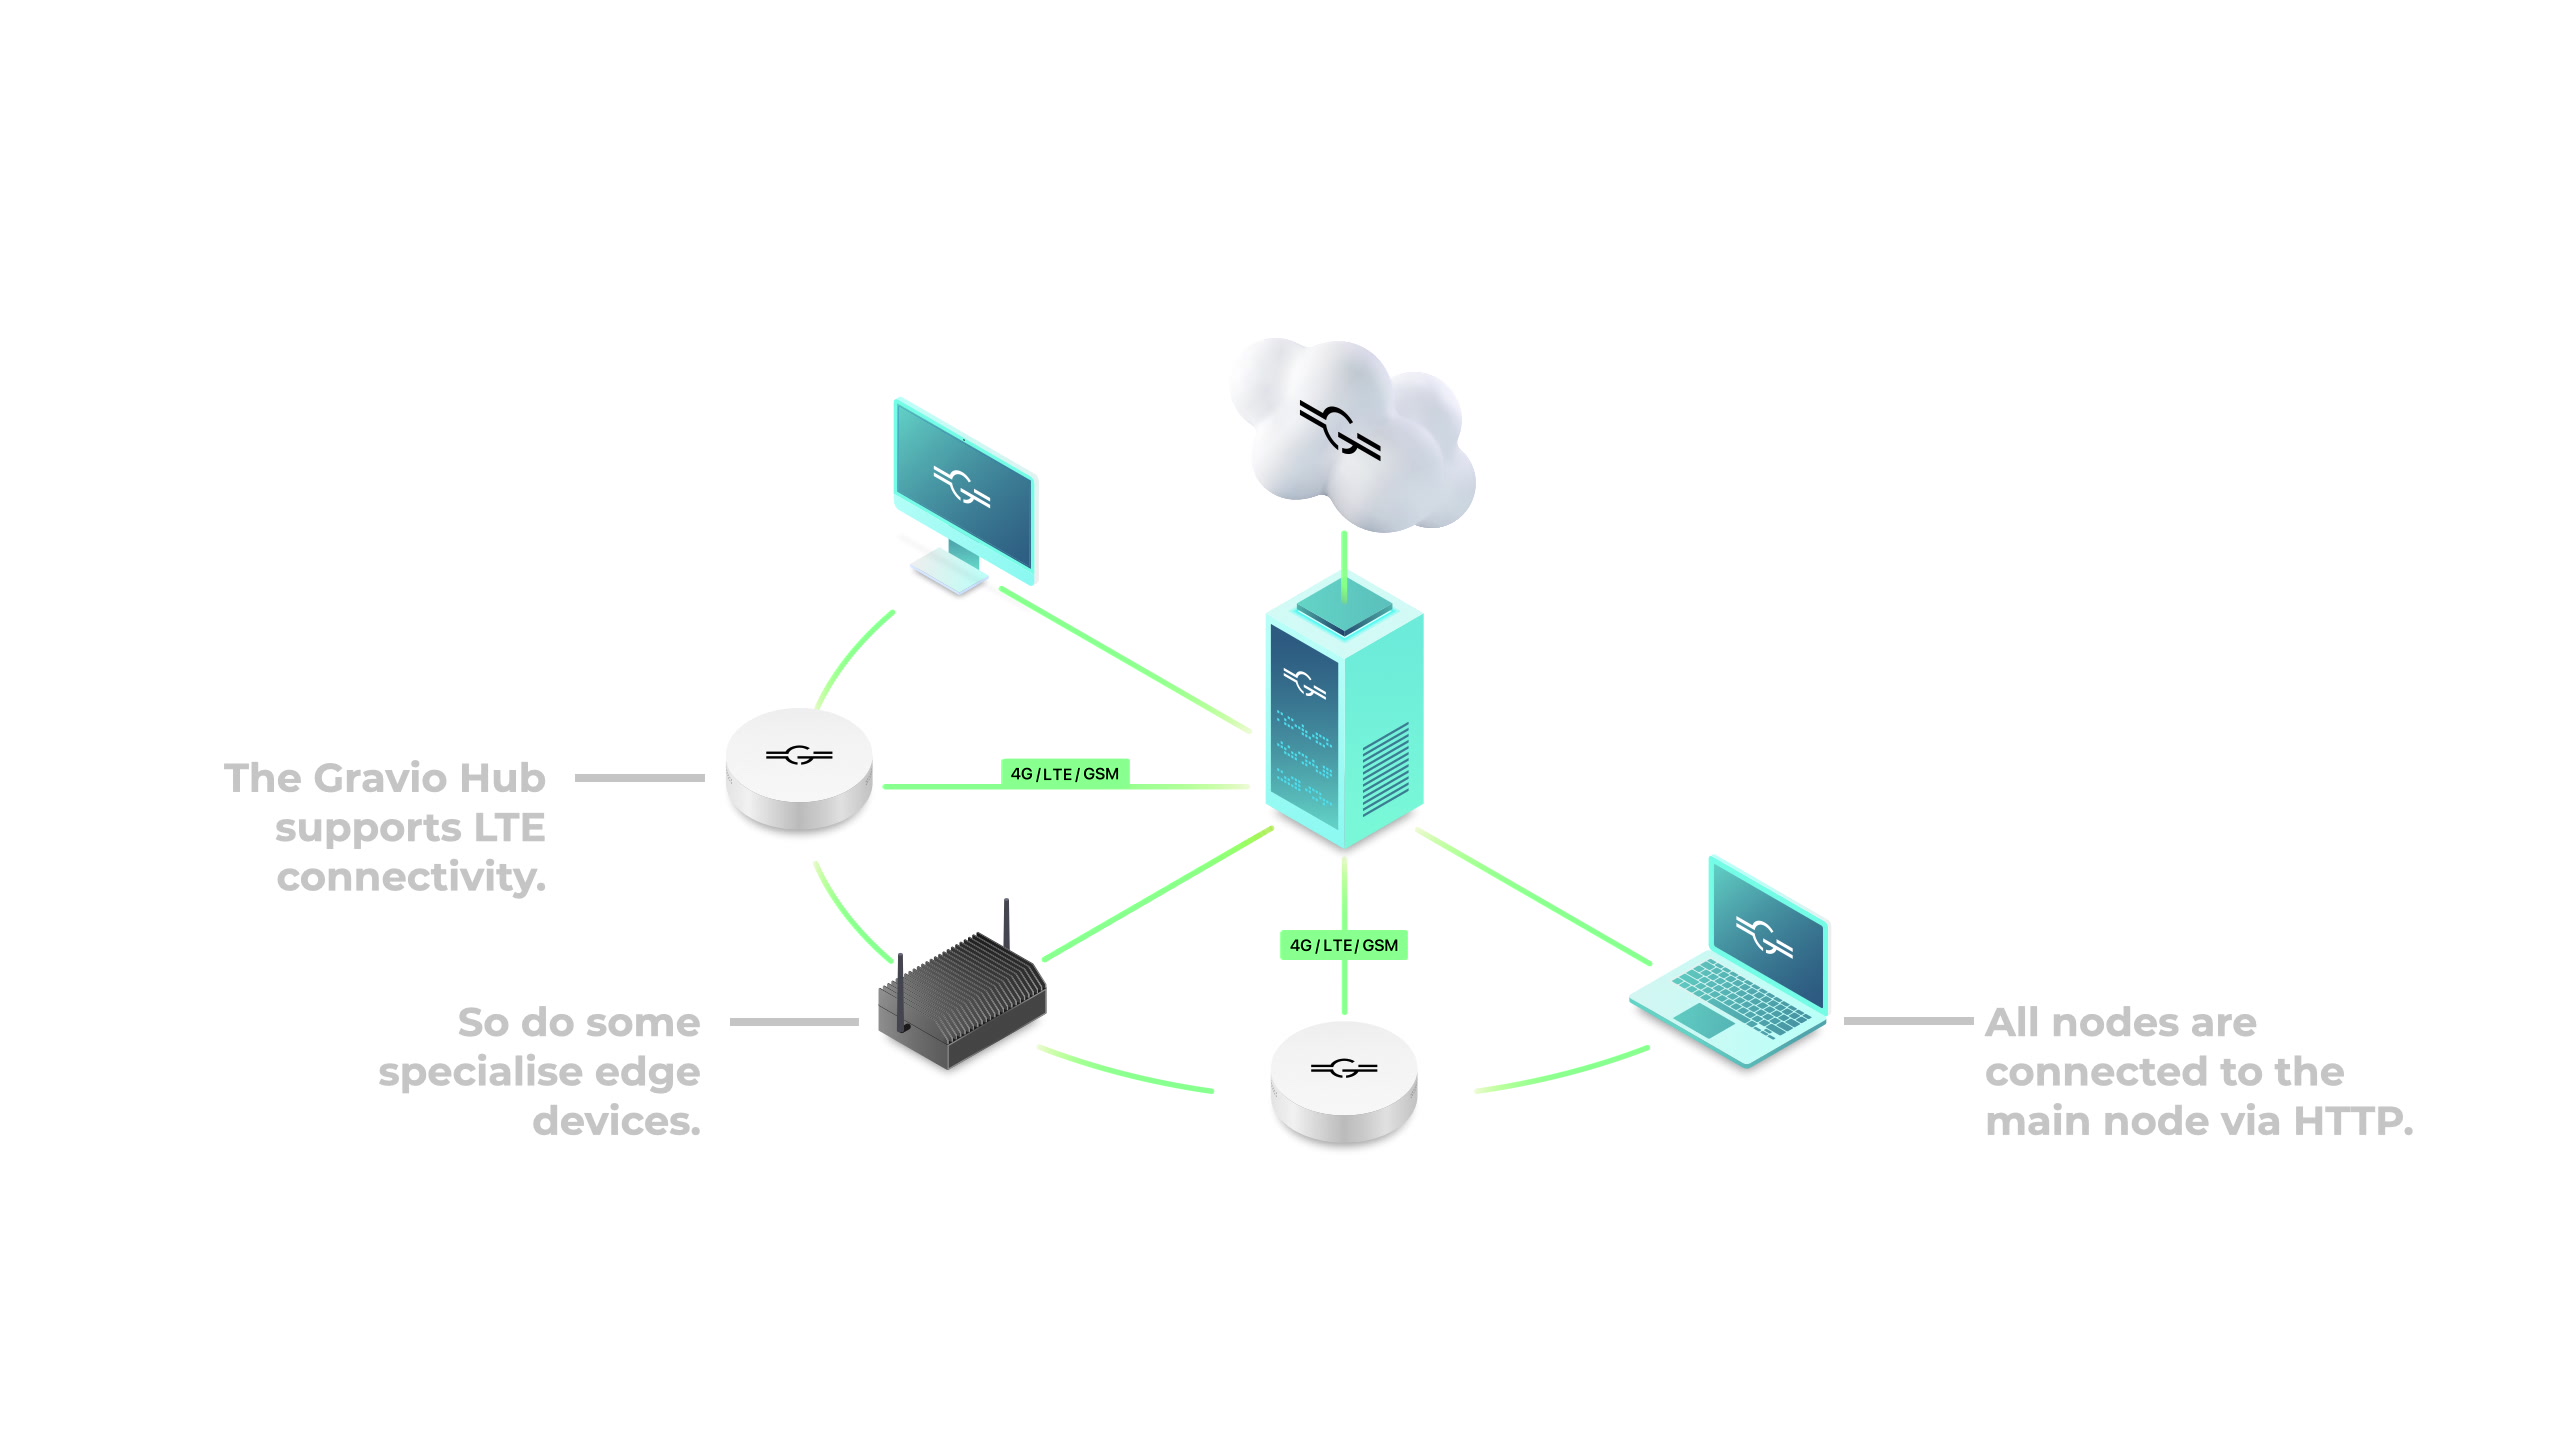 The Gravio Hub
supports LTE
connectivity.
4G / LTE / GSM
4G / LTE / GSM
So do some
specialise edge
devices.
All nodes are
connected to the
main node via HTTP.